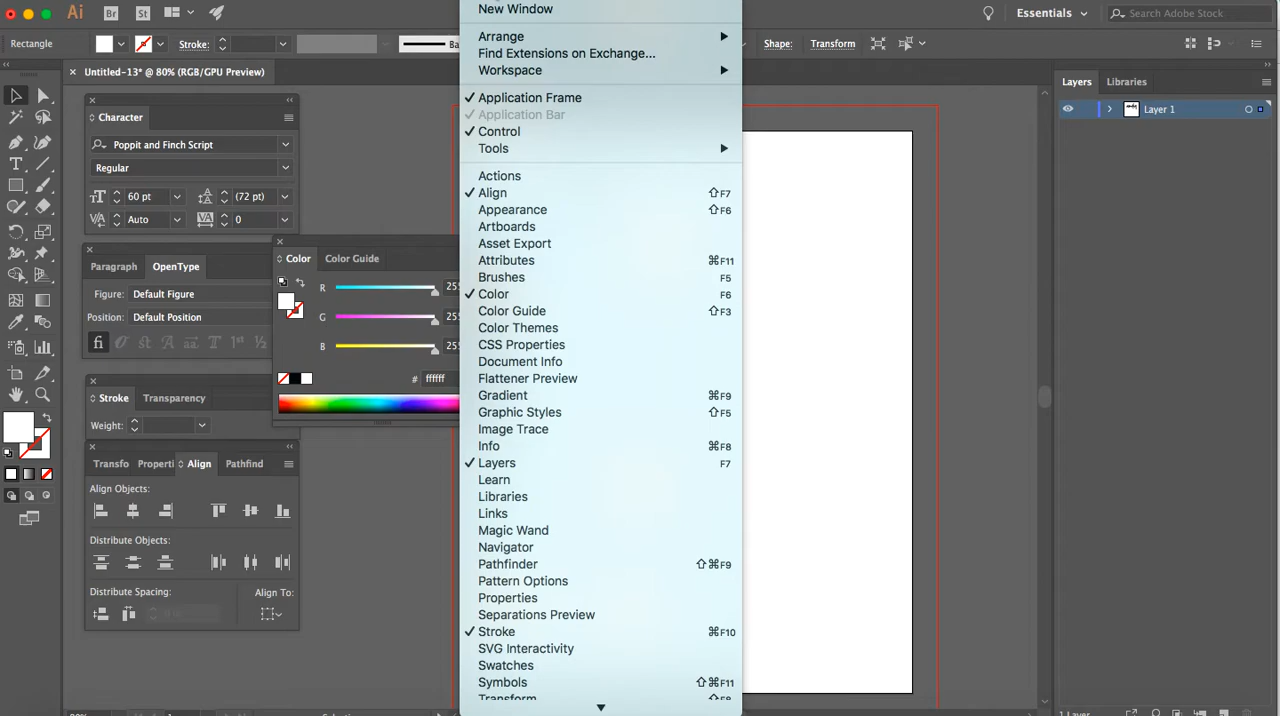 Ai Br St Essentials Search Adobe Stock
Rectangle Stroke: Ba Shape: Transform
Untitled-13* @ 80% (RGB/GPU Preview)
Character
Poppit and Finch Script
Regular
60 pt (72 pt)
Auto 0
Paragraph OpenType
Figure: Default Figure
Position: Default Position
Stroke Transparency
Weight:
Transfo Properti Align Pathfind
Align Objects:
Distribute Objects:
Distribute Spacing: Align To:
Color Color Guide
R 255
G 255
B 255
# ffffff
New Window
Arrange
Find Extensions on Exchange...
Workspace
Application Frame
Application Bar
Control
Tools
Actions
Align ⇧F7
Appearance ⇧F6
Artboards
Asset Export
Attributes ⌘F11
Brushes F5
Color F6
Color Guide ⇧F3
Color Themes
CSS Properties
Document Info
Flattener Preview
Gradient ⌘F9
Graphic Styles ⇧F5
Image Trace
Info ⌘F8
Layers F7
Learn
Libraries
Links
Magic Wand
Navigator
Pathfinder ⇧⌘F9
Pattern Options
Properties
Separations Preview
Stroke ⌘F10
SVG Interactivity
Swatches
Symbols ⇧⌘F11
Transform ⇧F8
Layers Libraries
Layer 1
1 Layer